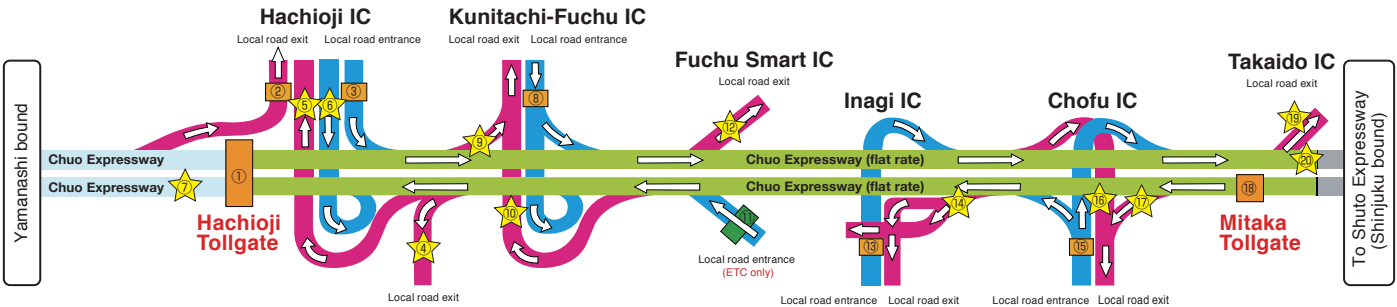 Hachioji IC
Kunitachi-Fuchu IC
Local road exit
Local road entrance
Local road exit
Local road entrance
Fuchu Smart IC
Local road exit
Takaido IC
Local road exit
Inagi IC
Chofu IC
Yamanashi bound
To Shuto Expressway
(Shinjuku bound)
②
⑤
⑥
③
⑧
⑨
⑫
⑲
⑳
Chuo Expressway
Chuo Expressway (flat rate)
①
Chuo Expressway
⑦
Chuo Expressway (flat rate)
⑱
Hachioji
Tollgate
④
⑩
⑪
⑭
⑯
⑰
⑬
⑮
Mitaka
Tollgate
Local road entrance
(ETC only)
Local road exit
Local road entrance
Local road exit
Local road entrance
Local road exit